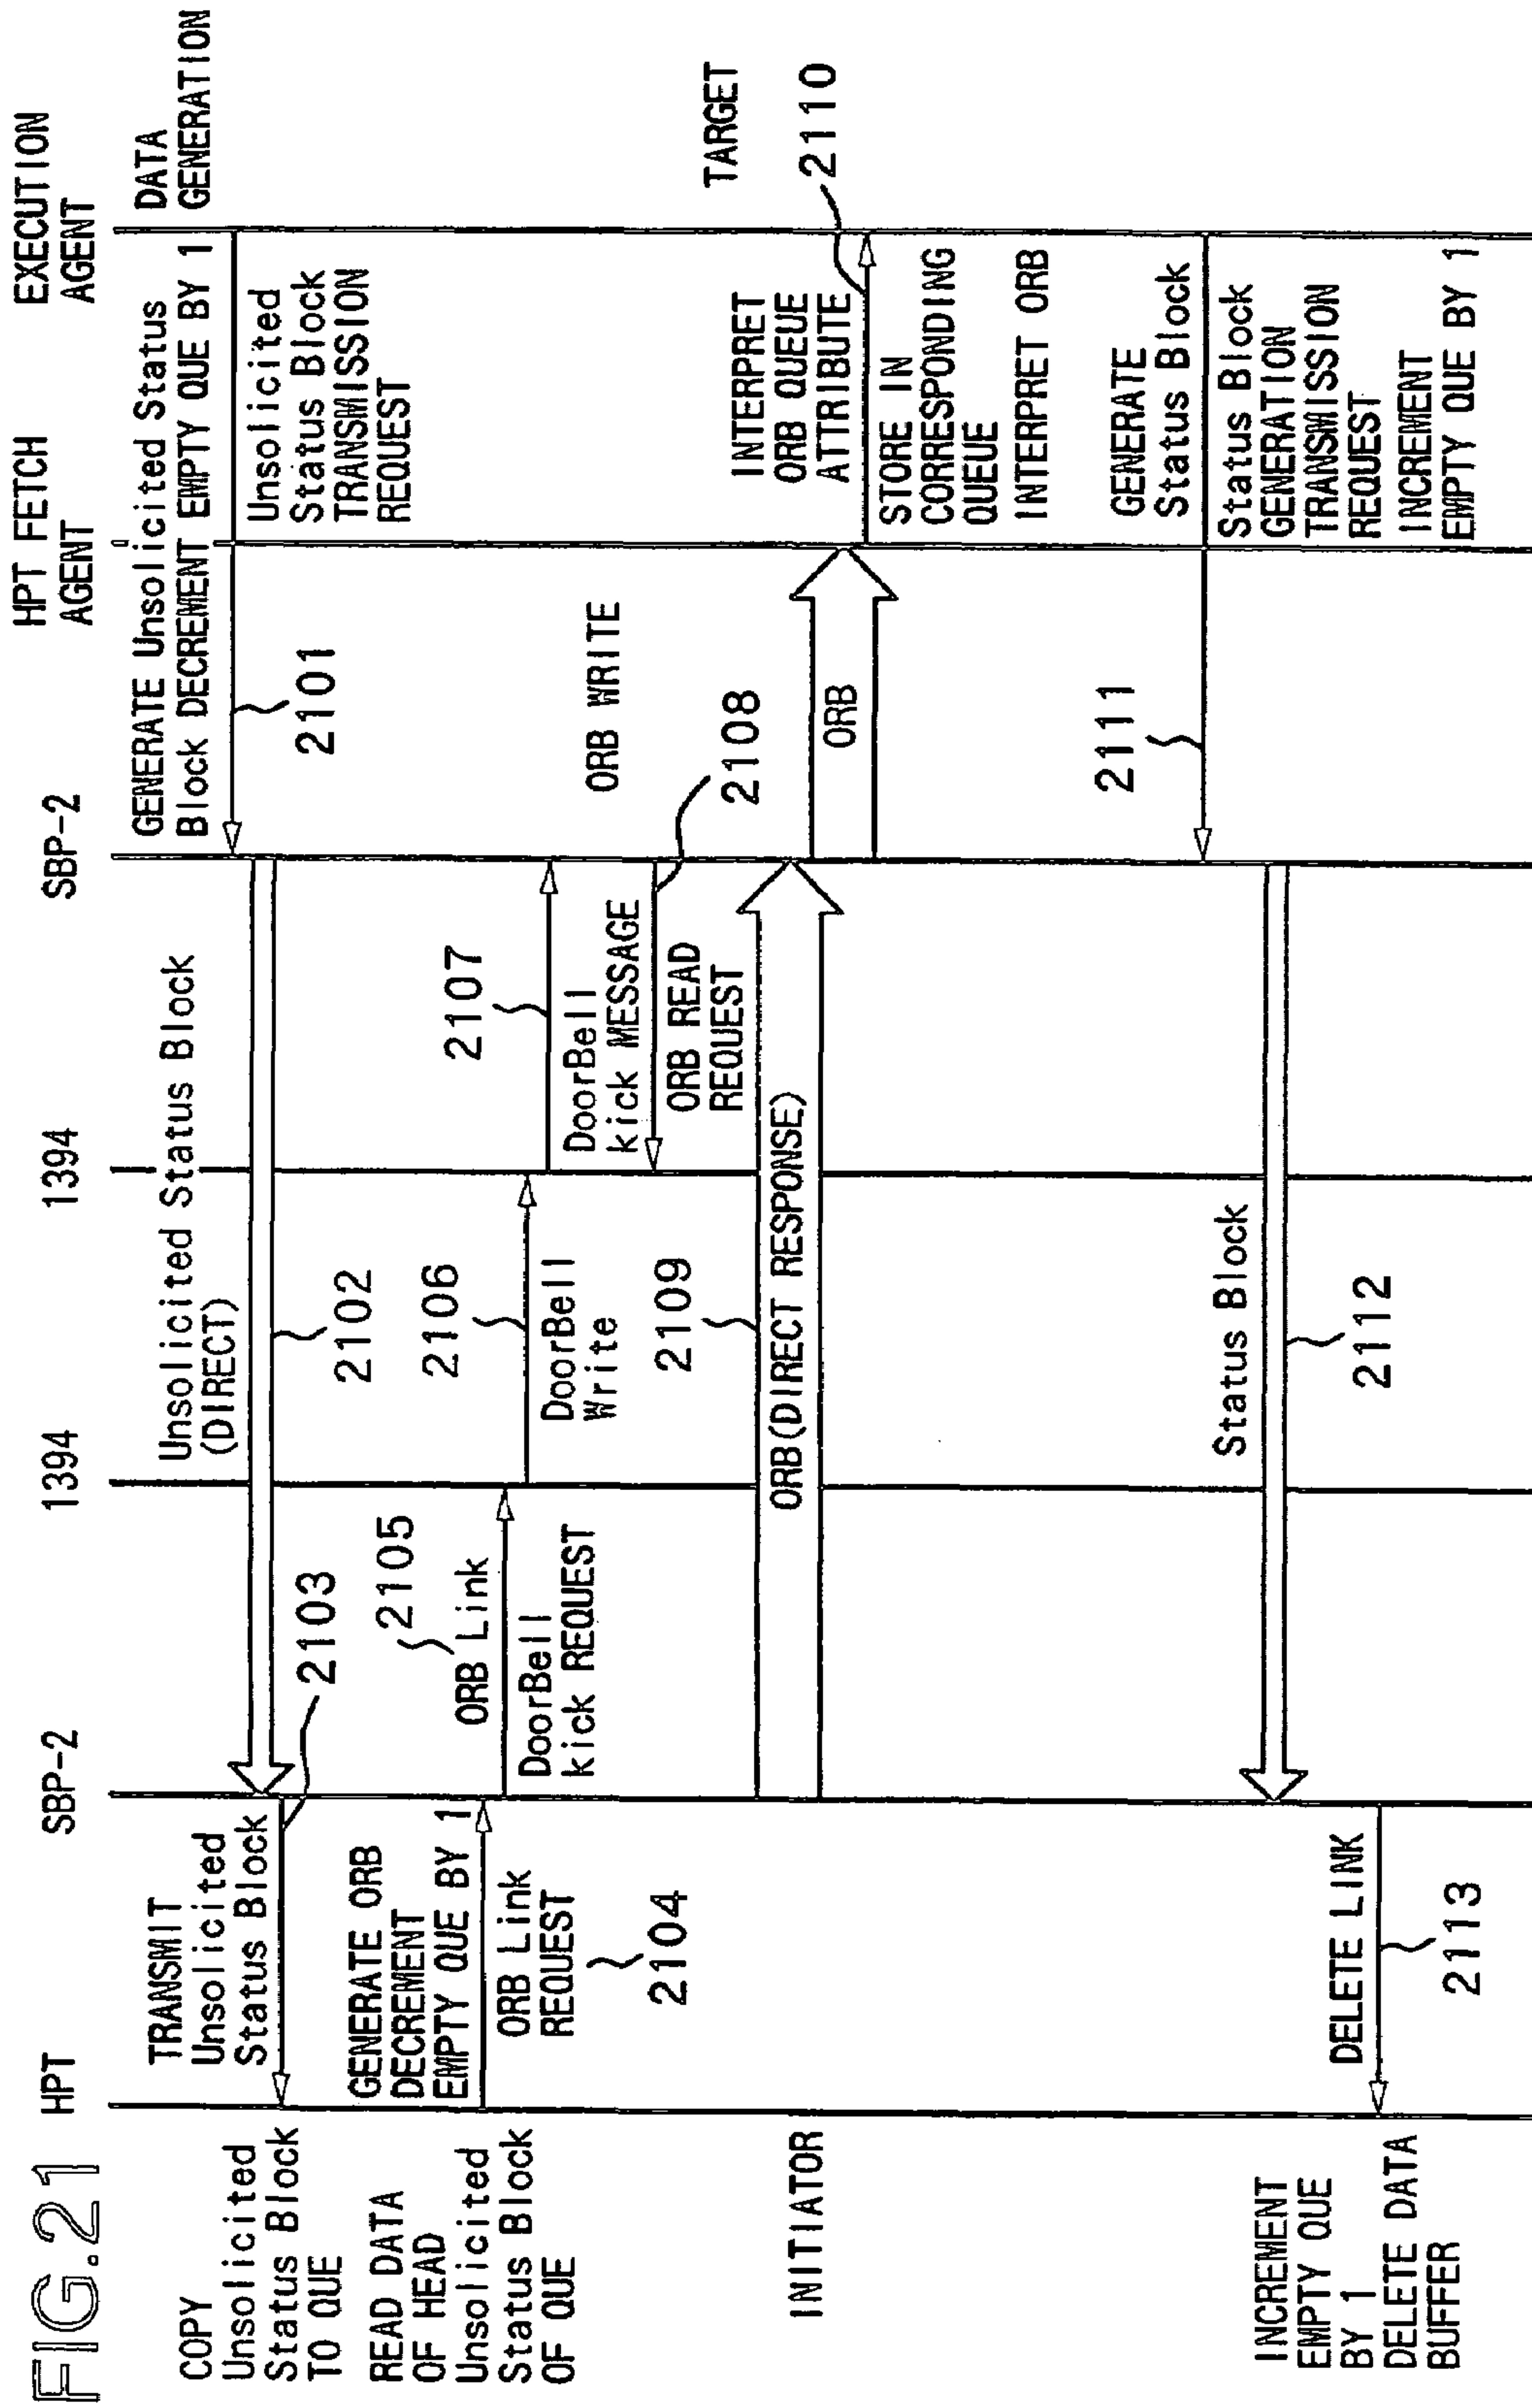 FIG.21
HPT
SBP-2
1394
1394
SBP-2
HPT FETCH
AGENT
EXECUTION
AGENT
COPY
Unsolicited
Status Block
TO QUE
READ DATA
OF HEAD
Unsolicited
Status Block
OF QUE
INITIATOR
INCREMENT
EMPTY QUE
BY 1
DELETE DATA
BUFFER
TRANSMIT
Unsolicited
Status Block
2103
GENERATE ORB
DECREMENT
EMPTY QUE BY 1
ORB Link
REQUEST
2104
DELETE LINK
2113
2105
ORB Link
DoorBell
kick REQUEST
Unsolicited Status Block
(DIRECT)
2102
2106
DoorBell
Write
2109
ORB(DIRECT RESPONSE)
Status Block
2112
2107
DoorBell
kick MESSAGE
ORB READ
REQUEST
2108
GENERATE Unsolicited Status
Block DECREMENT EMPTY QUE BY 1
2101
ORB WRITE
ORB
2111
Unsolicited
Status Block
TRANSMISSION
REQUEST
INTERPRET
ORB QUEUE
ATTRIBUTE
STORE IN
CORRESPONDING
QUEUE
INTERPRET ORB
GENERATE
Status Block
Status Block
GENERATION
TRANSMISSION
REQUEST
INCREMENT
EMPTY QUE BY 1
DATA
GENERATION
TARGET
2110